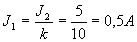 J₁ = J₂/k = 5/10 = 0,5A